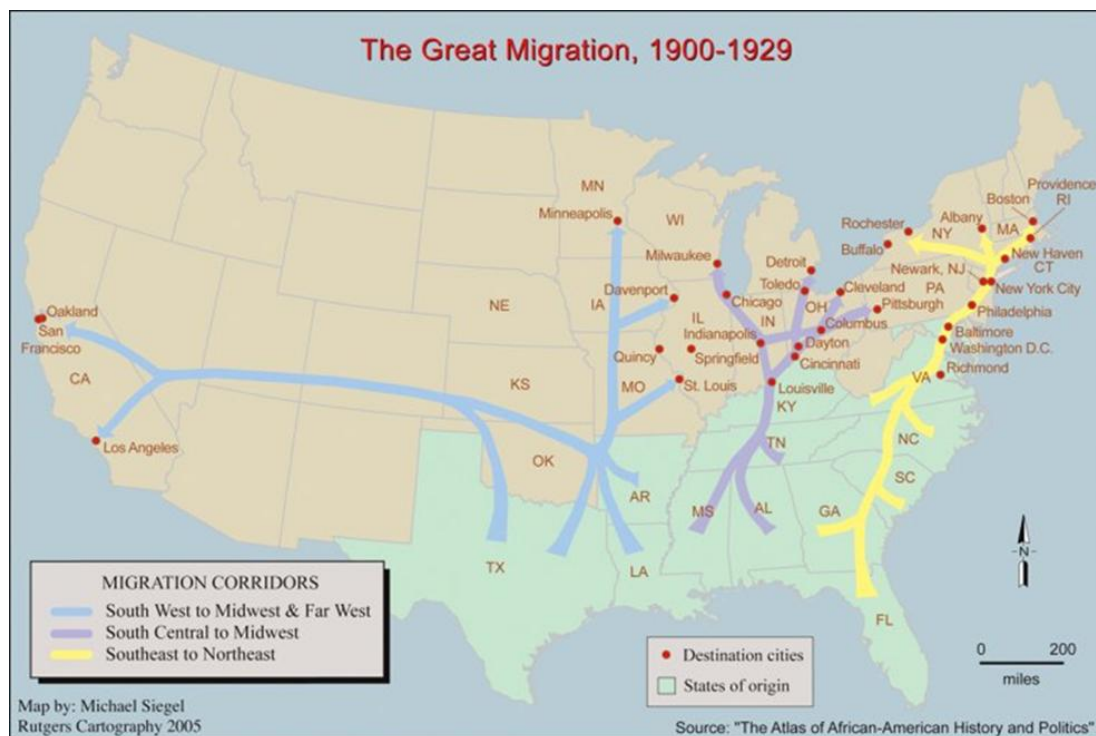 The Great Migration, 1900-1929
MN
Minneapolis
WI
Milwaukee
Detroit
Toledo
Rochester
Buffalo
NY
Albany
Boston
MA
Providence
RI
New Haven
CT
Newark, NJ
New York City
PA
Cleveland
Pittsburgh
Philadelphia
Baltimore
Washington D.C.
Richmond
VA
Davenport
Chicago
OH
IN
IL
Indianapolis
Columbus
Dayton
Cincinnati
Quincy
Springfield
St. Louis
MO
Louisville
KY
NE
IA
KS
Oakland
San
Francisco
CA
Los Angeles
OK
AR
TN
NC
SC
MS
AL
GA
TX
LA
FL
MIGRATION CORRIDORS
South West to Midwest & Far West
South Central to Midwest
Southeast to Northeast
Destination cities
States of origin
N
0 200
miles
Map by: Michael Siegel
Rutgers Cartography 2005
Source: "The Atlas of African-American History and Politics"